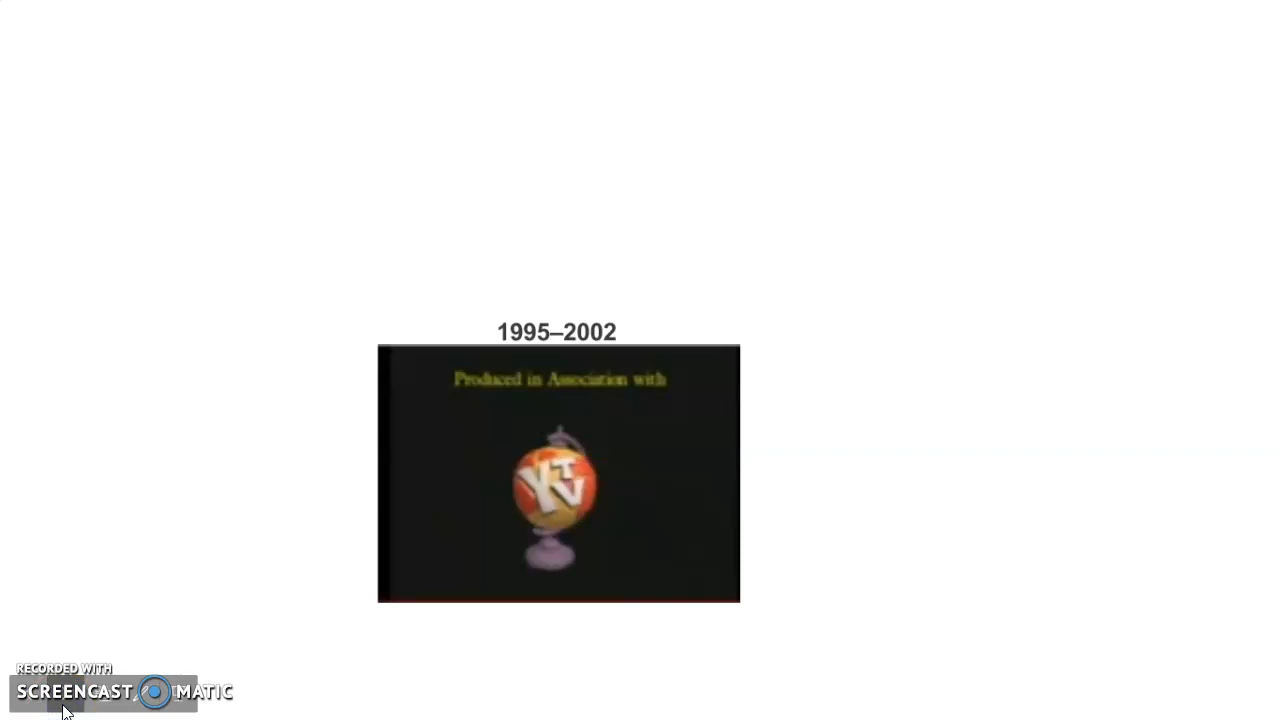 1995–2002
Produced in Association with
YTV
RECORDED WITH
SCREENCAST MATIC